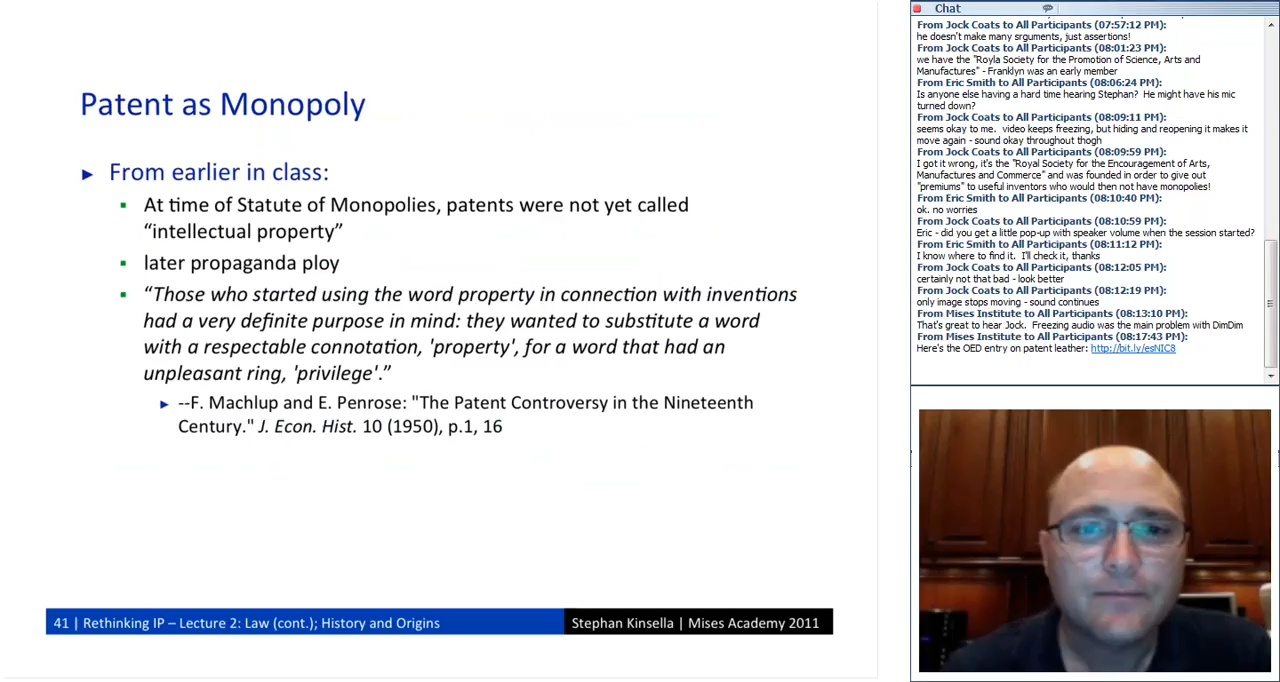 Patent as Monopoly
► From earlier in class:
▪ At time of Statute of Monopolies, patents were not yet called
“intellectual property”
▪ later propaganda ploy
▪ “Those who started using the word property in connection with inventions
had a very definite purpose in mind: they wanted to substitute a word
with a respectable connotation, 'property', for a word that had an
unpleasant ring, 'privilege'.”
► --F. Machlup and E. Penrose: "The Patent Controversy in the Nineteenth
Century." J. Econ. Hist. 10 (1950), p.1, 16
41 | Rethinking IP – Lecture 2: Law (cont.); History and Origins
Stephan Kinsella | Mises Academy 2011
Chat
From Jock Coats to All Participants (07:57:12 PM):
he doesn't make many srguments, just assertions!
From Jock Coats to All Participants (08:01:23 PM):
we have the "Royla Society for the Promotion of Science, Arts and
Manufactures" - Franklyn was an early member
From Eric Smith to All Participants (08:06:24 PM):
Is anyone else having a hard time hearing Stephan? He might have his mic
turned down?
From Jock Coats to All Participants (08:09:11 PM):
seems okay to me. video keeps freezing, but hiding and reopening it makes it
move again - sound okay throughout thogh
From Jock Coats to All Participants (08:09:59 PM):
I got it wrong, it's the "Royal Society for the Encouragement of Arts,
Manufactures and Commerce" and was founded in order to give out
"premiums" to useful inventors who would then not have monopolies!
From Eric Smith to All Participants (08:10:40 PM):
ok. no worries
From Jock Coats to All Participants (08:10:59 PM):
Eric - did you get a little pop-up with speaker volume when the session started?
From Eric Smith to All Participants (08:11:12 PM):
I know where to find it. I'll check it, thanks
From Jock Coats to All Participants (08:12:05 PM):
certainly not that bad - look better
From Jock Coats to All Participants (08:12:19 PM):
only image stops moving - sound continues
From Mises Institute to All Participants (08:13:10 PM):
That's great to hear Jock. Freezing audio was the main problem with DimDim
From Mises Institute to All Participants (08:17:43 PM):
Here's the OED entry on patent leather: http://bit.ly/esNIC8